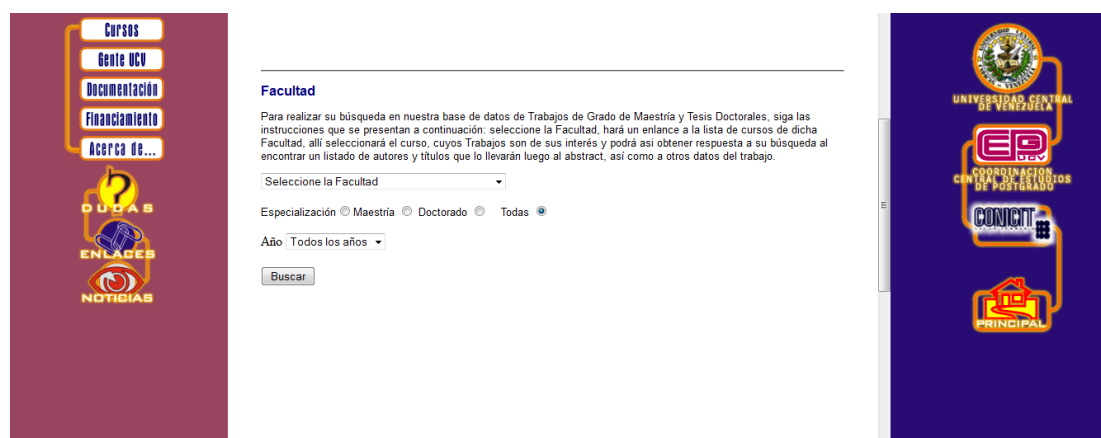 Cursos
Gente UCV
Documentación
Financiamiento
Acerca de...
DUDAS
ENLACES
NOTICIAS
Facultad
Para realizar su búsqueda en nuestra base de datos de Trabajos de Grado de Maestría y Tesis Doctorales, siga las
instrucciones que se presentan a continuación: seleccione la Facultad, hará un enlance a la lista de cursos de dicha
Facultad, allí seleccionará el curso, cuyos Trabajos son de sus interés y podrá asi obtener respuesta a su búsqueda al
encontrar un listado de autores y títulos que lo llevarán luego al abstract, así como a otros datos del trabajo.
Seleccione la Facultad
Especialización Maestría Doctorado Todas
Año Todos los años
Buscar
UNIVERSIDAD CENTRAL
DE VENEZUELA
UCV
COORDINACION
CENTRAL DE ESTUDIOS
DE POSTGRADO
CONICIT
PRINCIPAL